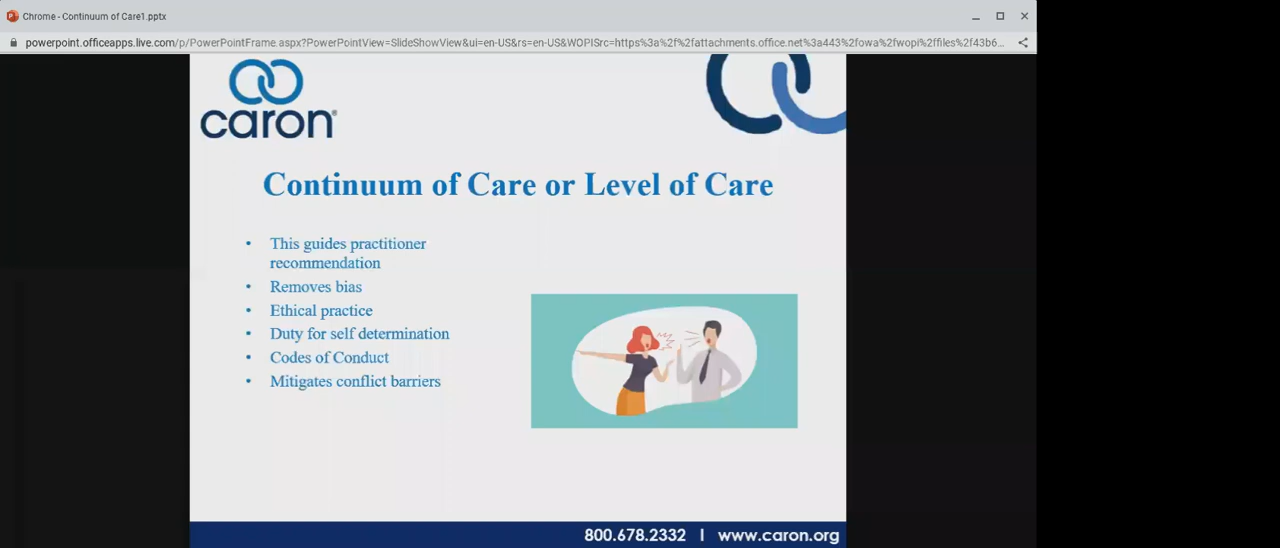 Chrome - Continuum of Care1.pptx
powerpoint.officeapps.live.com/p/PowerPointFrame.aspx?PowerPointView=SlideShowView&ui=en-US&rs=en-US&WOPISrc=https%3a%2f%2fattachments.office.net%3a443%2fowa%2fwopi%2ffiles%2f43b6...
caron®
Continuum of Care or Level of Care
• This guides practitioner
recommendation
• Removes bias
• Ethical practice
• Duty for self determination
• Codes of Conduct
• Mitigates conflict barriers
800.678.2332 | www.caron.org